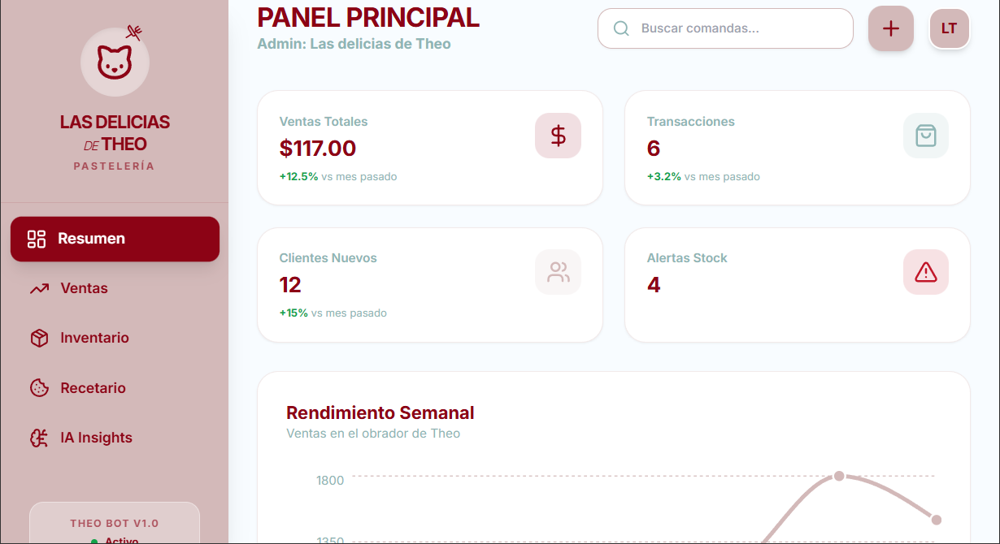 LAS DELICIAS
DE THEO
PASTELERÍA
Resumen
Ventas
Inventario
Recetario
IA Insights
THEO BOT V1.0
Activo
PANEL PRINCIPAL
Admin: Las delicias de Theo
Buscar comandas...
LT
Ventas Totales
$117.00
+12.5% vs mes pasado
Transacciones
6
+3.2% vs mes pasado
Clientes Nuevos
12
+15% vs mes pasado
Alertas Stock
4
Rendimiento Semanal
Ventas en el obrador de Theo
1800
1350